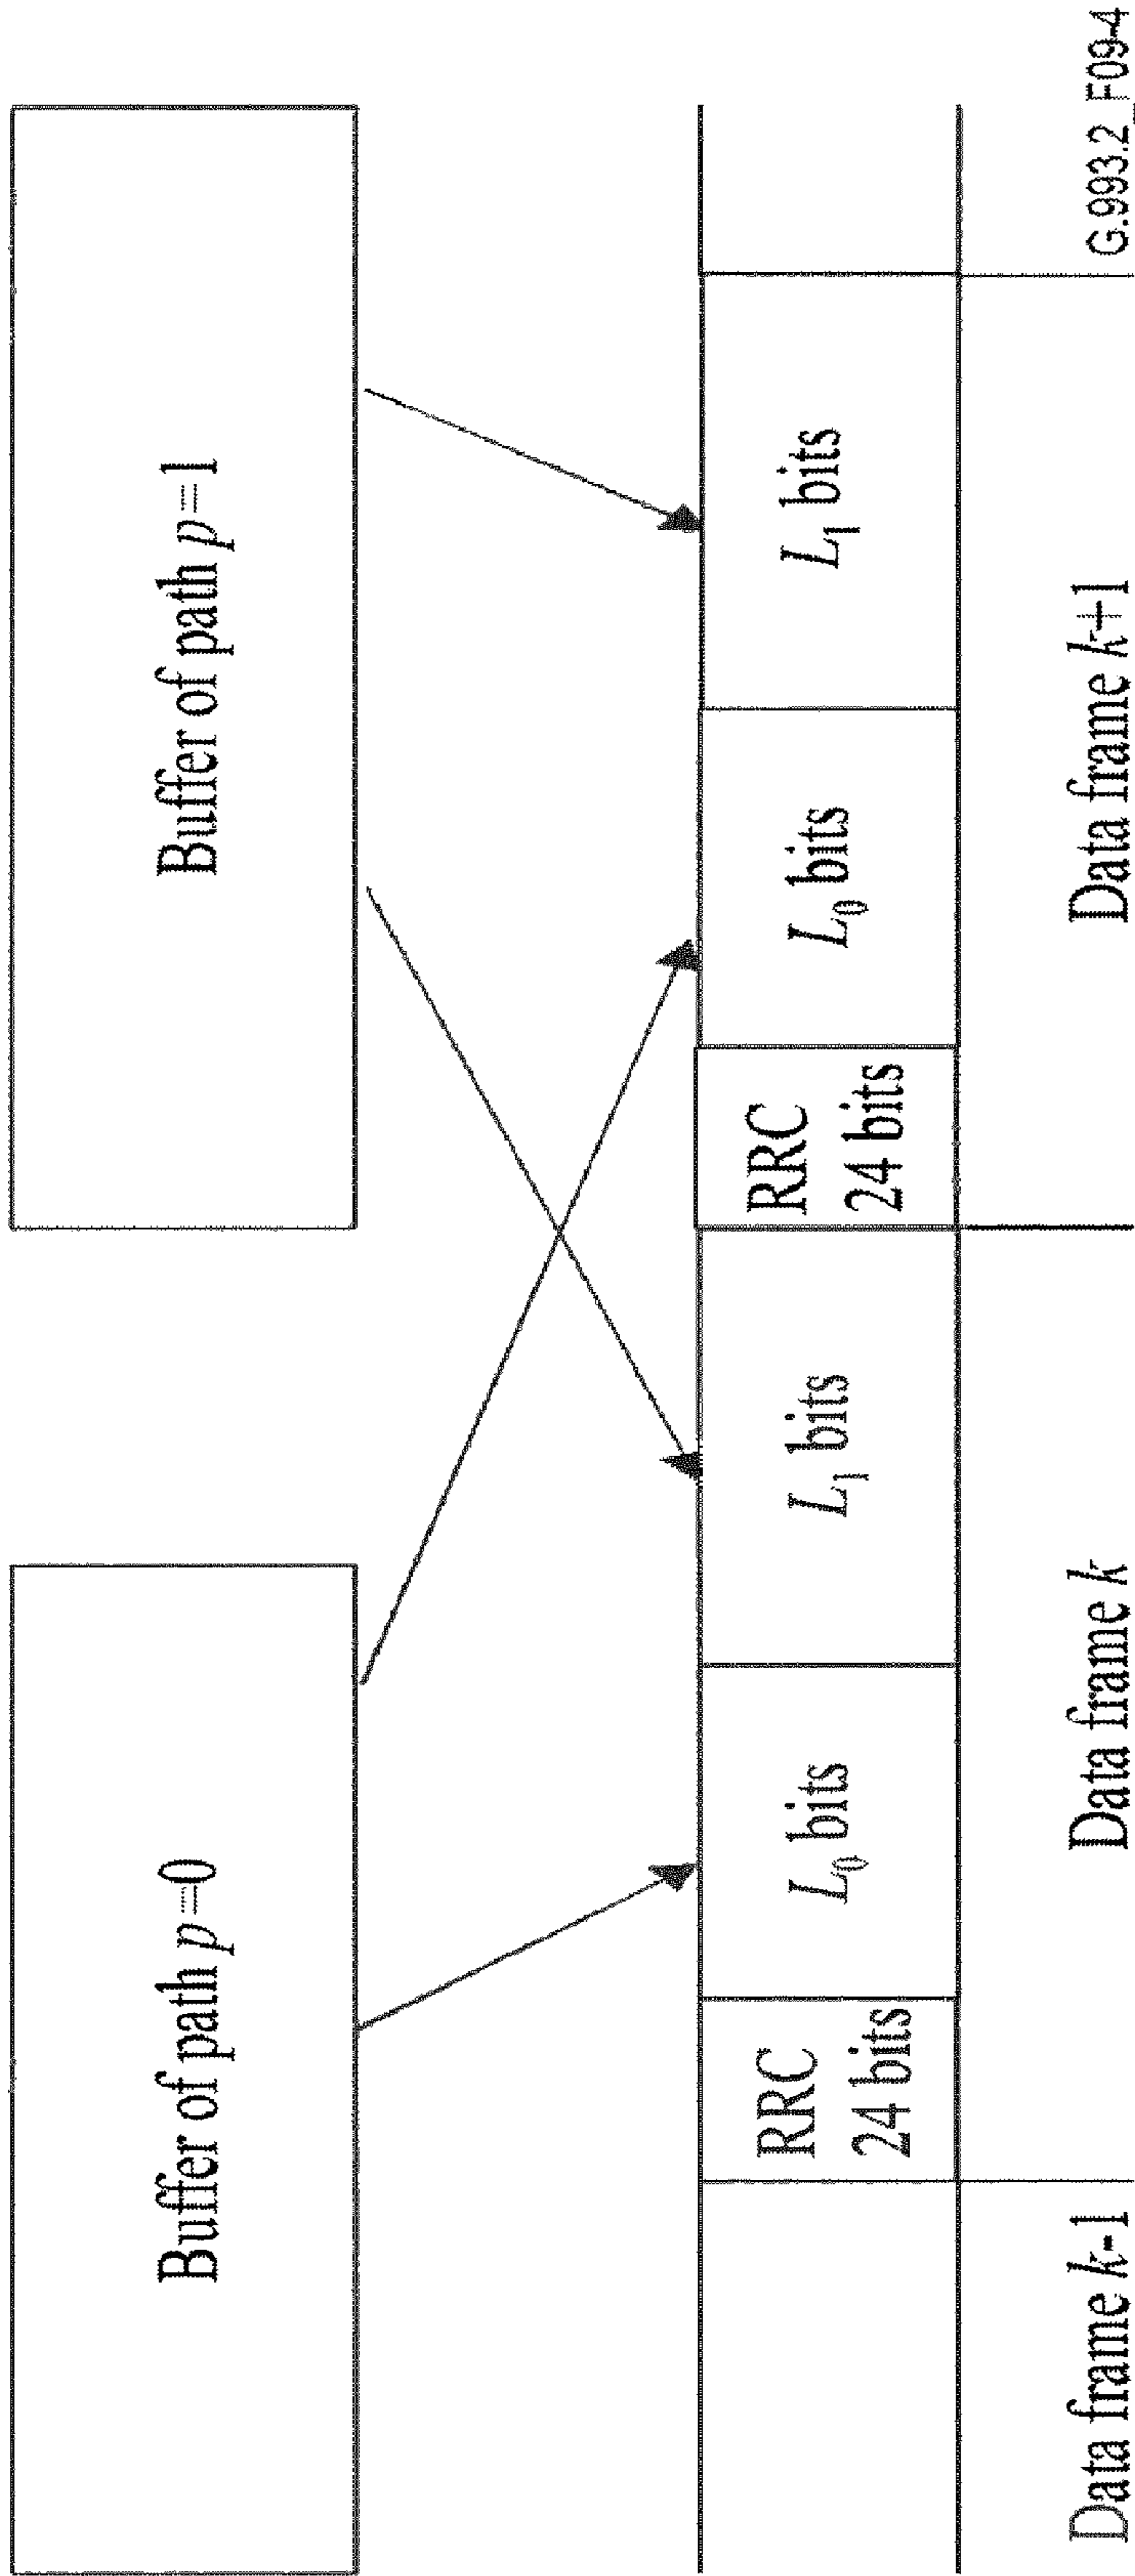 Buffer of path p=0
Buffer of path p=1
RRC
24 bits
L₀ bits
L₁ bits
RRC
24 bits
L₀ bits
L₁ bits
Data frame k-1
Data frame k
Data frame k+1
G.993.2_F09-4